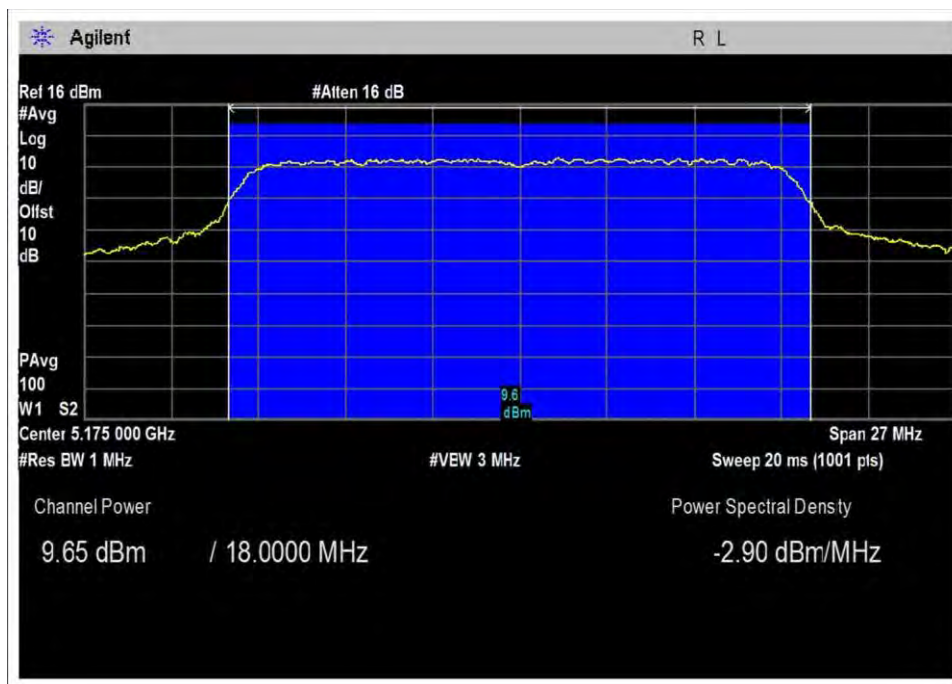 Agilent
R L
Ref 16 dBm
#Atten 16 dB
#Avg
Log
10
dB/
Offst
10
dB
PAvg
100
W1 S2
9.6
dBm
Center 5.175 000 GHz
Span 27 MHz
#Res BW 1 MHz
#VEW 3 MHz
Sweep 20 ms (1001 pts)
Channel Power
Power Spectral Density
9.65 dBm / 18.0000 MHz
-2.90 dBm/MHz